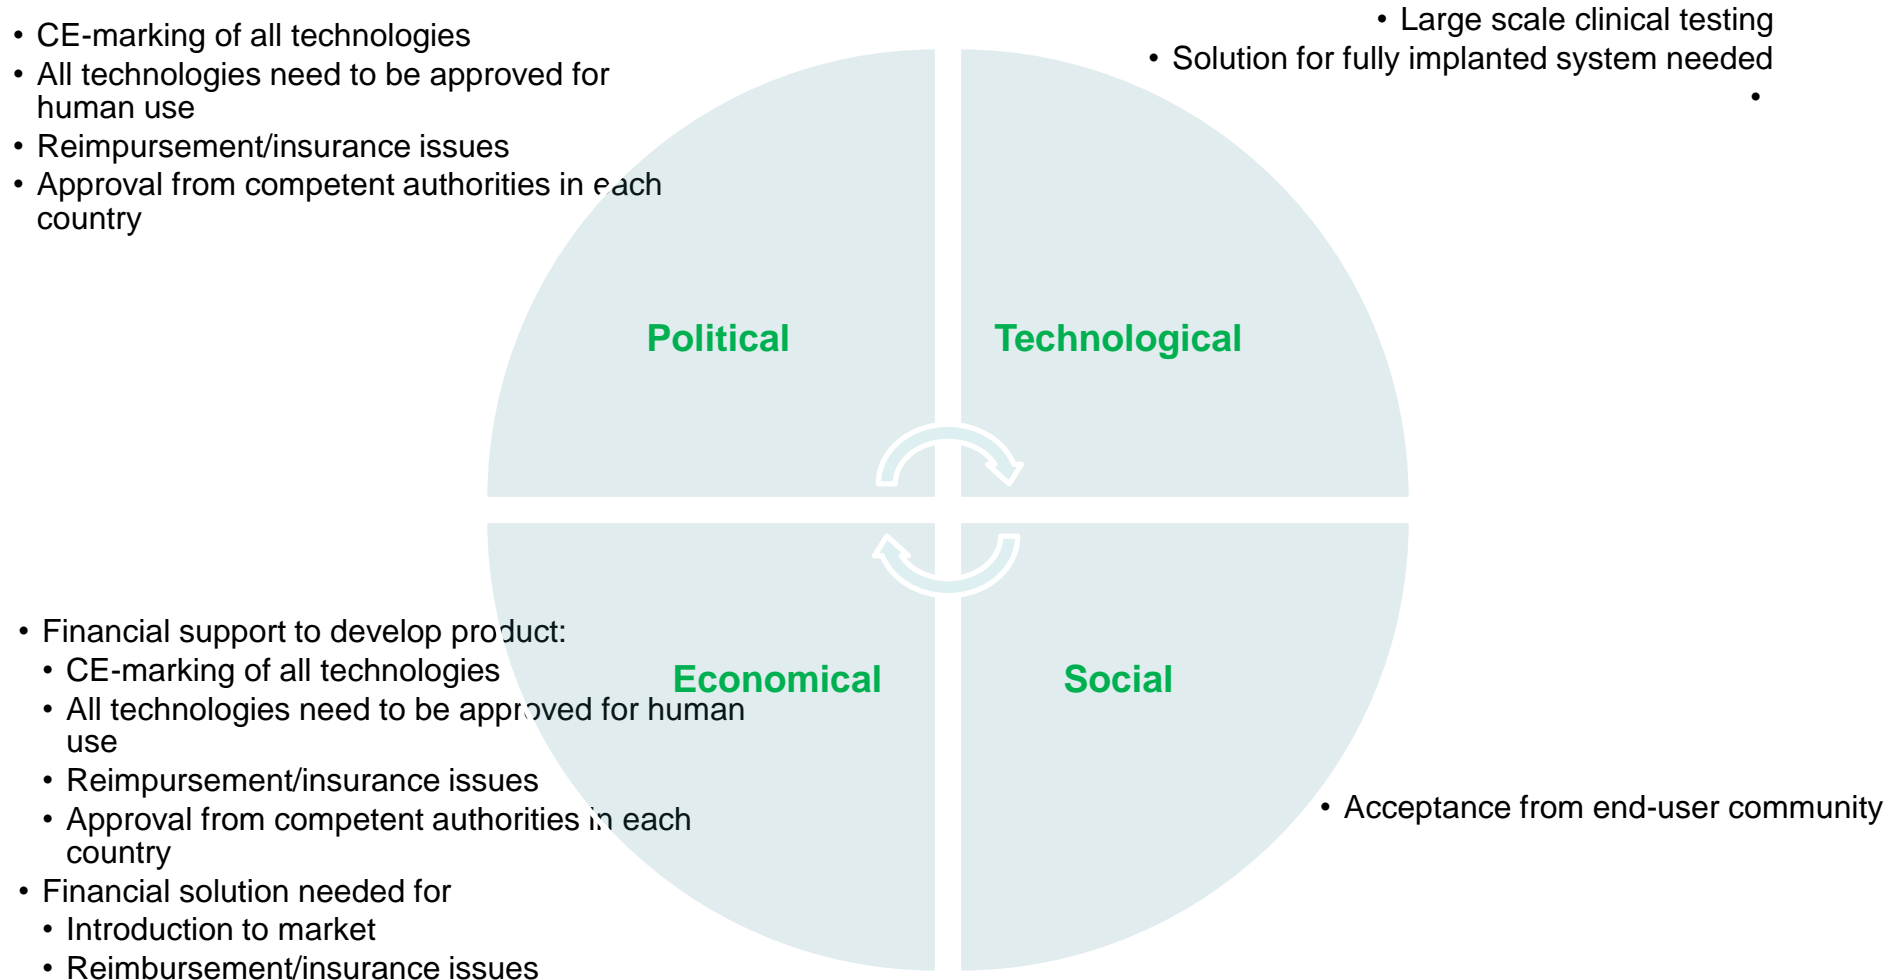 • CE-marking of all technologies
• All technologies need to be approved for
human use
• Reimpursement/insurance issues
• Approval from competent authorities in each
country
• Large scale clinical testing
• Solution for fully implanted system needed
•
Political
Technological
• Financial support to develop product:
• CE-marking of all technologies
• All technologies need to be approved for human
use
• Reimpursement/insurance issues
• Approval from competent authorities in each
country
• Financial solution needed for
• Introduction to market
• Reimbursement/insurance issues
Economical
Social
• Acceptance from end-user community